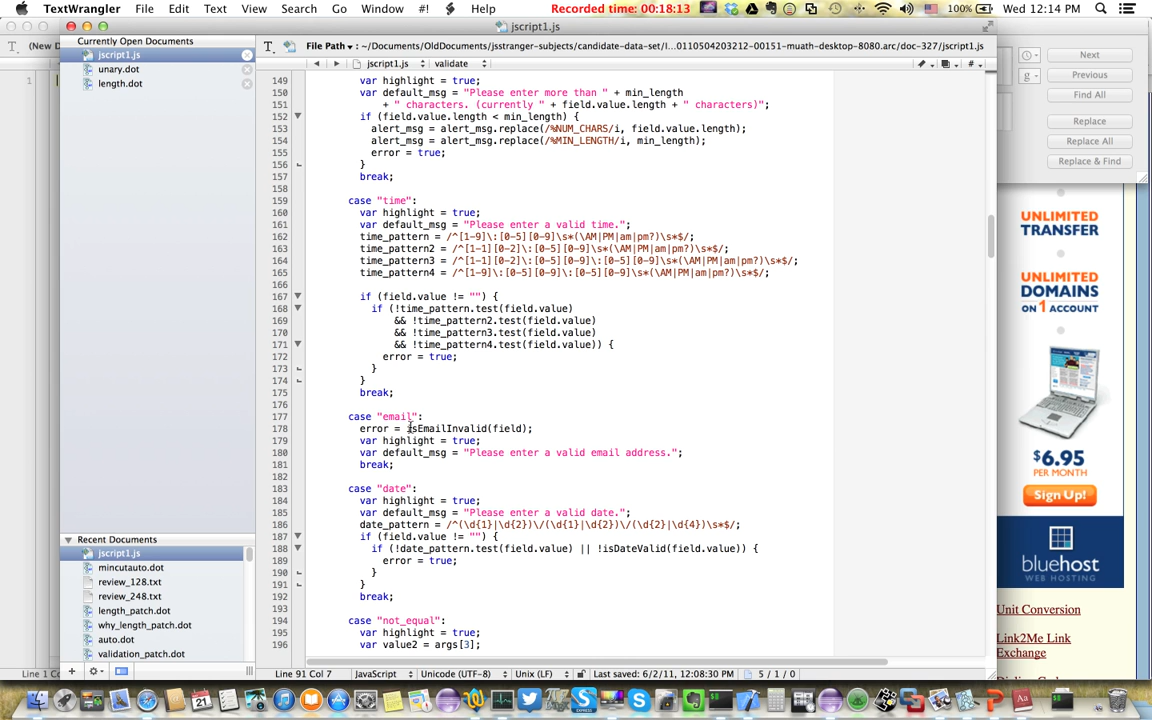 TextWrangler File Edit Text View Search Go Window #! Help Recorded time: 00:18:13 100% Wed 12:14 PM
jscript1.js
Currently Open Documents
jscript1.js
unary.dot
length.dot
(New D
1
File Path ▾ : ~/Documents/OldDocuments/jsstranger-subjects/candidate-data-set/l...0110504203212-00151-muath-desktop-8080.arc/doc-327/jscript1.js
jscript1.js validate
149 var highlight = true;
150 var default_msg = "Please enter more than " + min_length
151 + " characters. (currently " + field.value.length + " characters)";
152 if (field.value.length < min_length) {
153 alert_msg = alert_msg.replace(/%NUM_CHARS/i, field.value.length);
154 alert_msg = alert_msg.replace(/%MIN_LENGTH/i, min_length);
155 error = true;
156 }
157 break;
158
159 case "time":
160 var highlight = true;
161 var default_msg = "Please enter a valid time.";
162 time_pattern = /^[1-9]\:[0-5][0-9]\s*(\AM|PM|am|pm?)\s*$/;
163 time_pattern2 = /^[1-1][0-2]\:[0-5][0-9]\s*(\AM|PM|am|pm?)\s*$/;
164 time_pattern3 = /^[1-1][0-2]\:[0-5][0-9]\:[0-5][0-9]\s*(\AM|PM|am|pm?)\s*$/;
165 time_pattern4 = /^[1-9]\:[0-5][0-9]\:[0-5][0-9]\s*(\AM|PM|am|pm?)\s*$/;
166
167 if (field.value != "") {
168 if (!time_pattern.test(field.value)
169 && !time_pattern2.test(field.value)
170 && !time_pattern3.test(field.value)
171 && !time_pattern4.test(field.value)) {
172 error = true;
173 }
174 }
175 break;
176
177 case "email":
178 error = isEmailInvalid(field);
179 var highlight = true;
180 var default_msg = "Please enter a valid email address.";
181 break;
182
183 case "date":
184 var highlight = true;
185 var default_msg = "Please enter a valid date.";
186 date_pattern = /^(\d{1}|\d{2})\/(\d{1}|\d{2})\/(\d{2}|\d{4})\s*$/;
187 if (field.value != "") {
188 if (!date_pattern.test(field.value) || !isDateValid(field.value)) {
189 error = true;
190 }
191 }
192 break;
193
194 case "not_equal":
195 var highlight = true;
196 var value2 = args[3];
Recent Documents
jscript1.js
mincutauto.dot
review_128.txt
review_248.txt
length_patch.dot
why_length_patch.dot
auto.dot
validation_patch.dot
Line 1 C
Line 91 Col 7 JavaScript Unicode (UTF-8) Unix (LF) Last saved: 6/2/11, 12:08:30 PM 5 / 1 / 0
Next
g Previous
Find All
Replace
Replace All
Replace & Find
UNLIMITED
TRANSFER
UNLIMITED
DOMAINS
ON 1 ACCOUNT
$6.95
PER MONTH
Sign Up!
bluehost
WEB HOSTING
Unit Conversion
Link2Me Link
Exchange